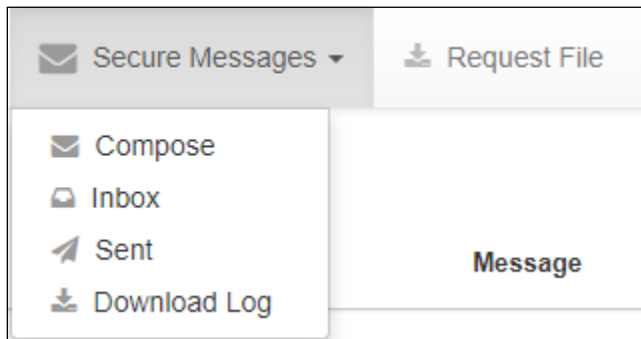 Secure Messages Request File
Compose
Inbox
Sent
Message
Download Log